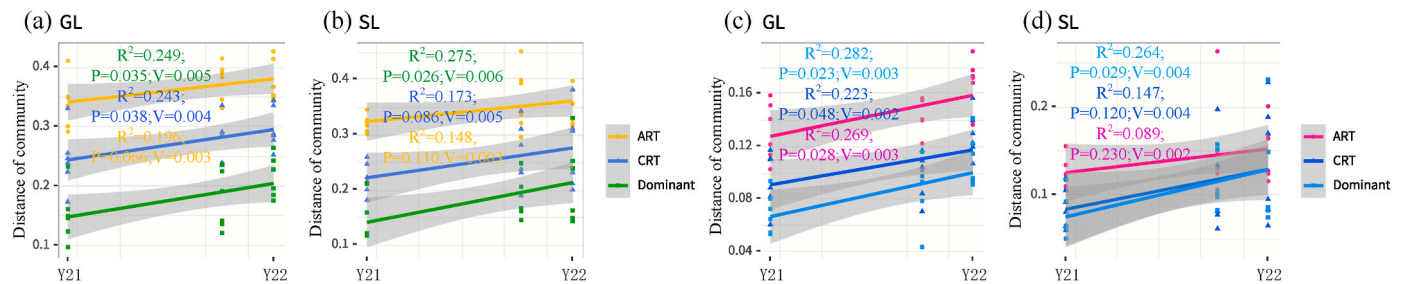 (a) GL
Distance of community
0.4
0.3
0.2
0.1
R²=0.249;
P=0.035;V=0.005
R²=0.243;
P=0.038;V=0.004
R²=0.196;
P=0.066;V=0.003
Y21 Y22
(b) SL
Distance of community
0.4
0.3
0.2
0.1
R²=0.275;
P=0.026;V=0.006
R²=0.173;
P=0.086;V=0.005
R²=0.148;
P=0.110;V=0.003
Y21 Y22
ART
CRT
Dominant
(c) GL
Distance of community
0.16
0.12
0.08
0.04
R²=0.282;
P=0.023;V=0.003
R²=0.223;
P=0.048;V=0.002
R²=0.269;
P=0.028;V=0.003
Y21 Y22
(d) SL
Distance of community
0.2
0.1
R²=0.264;
P=0.029;V=0.004
R²=0.147;
P=0.120;V=0.004
R²=0.089;
P=0.230;V=0.002
Y21 Y22
ART
CRT
Dominant